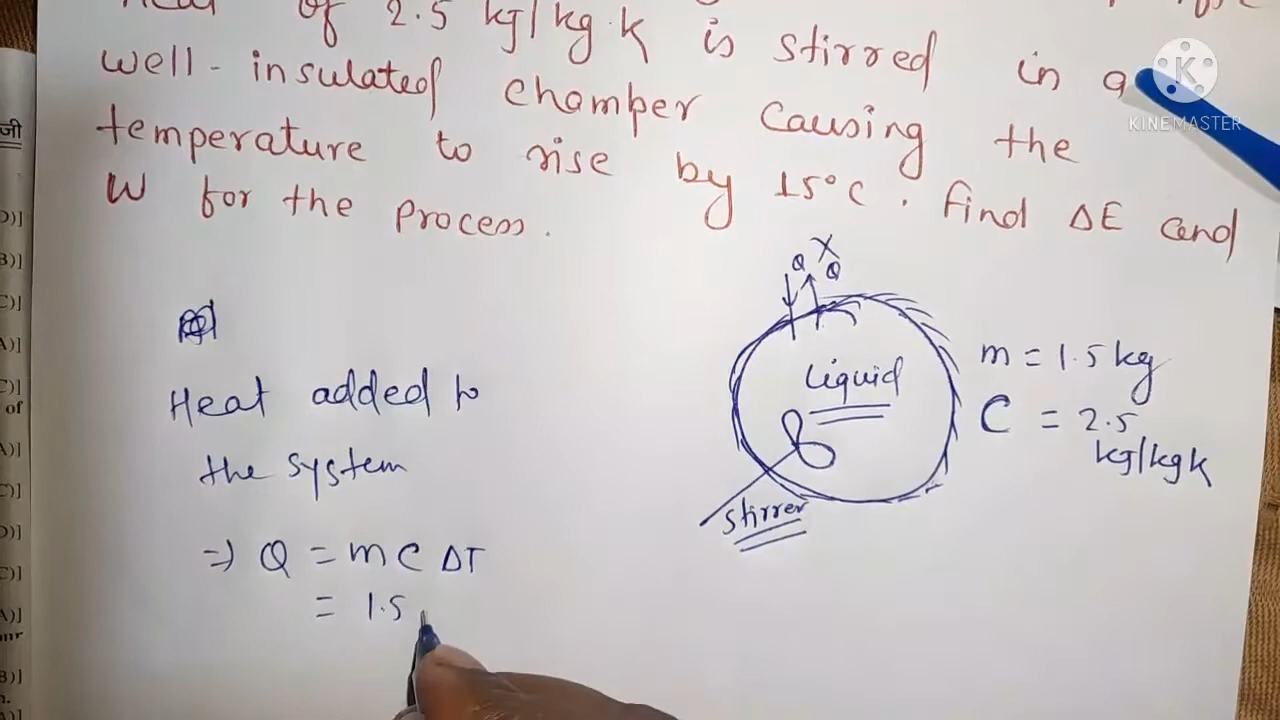 of 2.5 kJ/kg.K is stirred in a
well-insulated chamber causing the
temperature to rise by 15°C. Find ΔE and
W for the process.
KINEMASTER
Q Q
Heat added to
the system
⇒ Q = m C ΔT
= 1.5
Liquid
stirrer
m = 1.5 kg
C = 2.5
kJ/kgK
जी
D)]
B)]
C)]
A)]
C)]
of
A)]
C)]
D)]
C)]
A)]
B)]
A)]